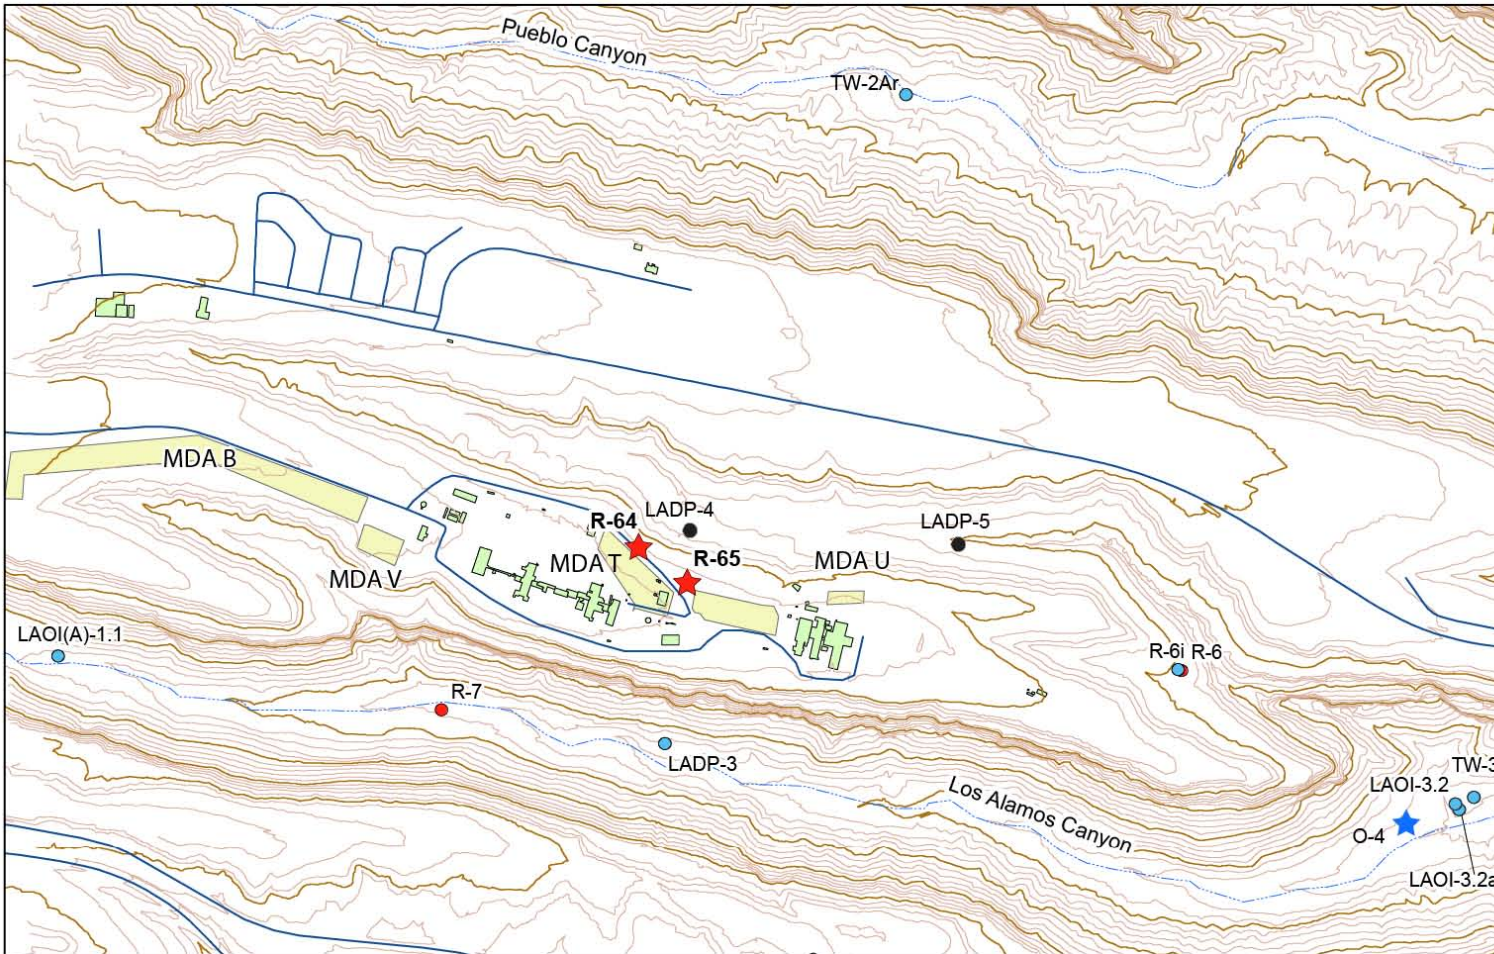 Pueblo Canyon
TW-2Ar
MDA B
LADP-4
R-64
LADP-5
R-65
MDA T
MDA U
MDA V
LAOI(A)-1.1
R-6i R-6
R-7
LADP-3
TW-3
LAOI-3.2
Los Alamos Canyon
O-4
LAOI-3.2a